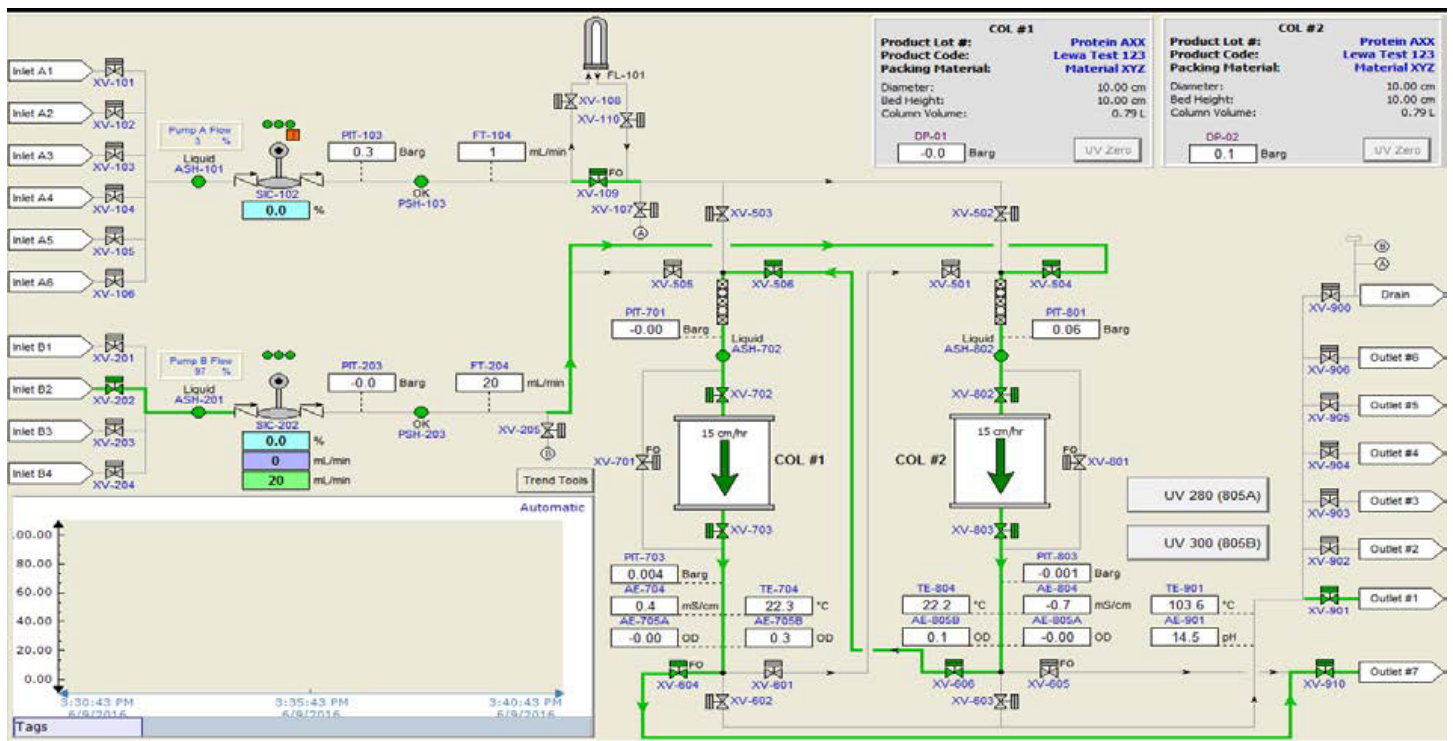 COL #1
Product Lot #: Protein AXX
Product Code: Lewa Test 123
Packing Material: Material XYZ
Diameter: 10.00 cm
Bed Height: 10.00 cm
Column Volume: 0.79 L
DP-01
-0.0 Barg
UV Zero
COL #2
Product Lot #: Protein AXX
Product Code: Lewa Test 123
Packing Material: Material XYZ
Diameter: 10.00 cm
Bed Height: 10.00 cm
Column Volume: 0.79 L
DP-02
0.1 Barg
UV Zero
Inlet A1
XV-101
Inlet A2
XV-102
Inlet A3
XV-103
Inlet A4
XV-104
Inlet A5
XV-105
Inlet A6
XV-106
Pump A Flow
3 %
Liquid
ASH-101
SIC-102
0.0 %
PIT-103
0.3 Barg
OK
PSH-103
FT-104
1 mL/min
FL-101
XV-108
XV-110
FO
XV-109
XV-107
A
XV-503
XV-502
XV-505
XV-506
XV-501
XV-504
Inlet B1
XV-201
Inlet B2
XV-202
Inlet B3
XV-203
Inlet B4
XV-204
Pump B Flow
97 %
Liquid
ASH-201
SIC-202
0.0 %
0 mL/min
20 mL/min
PIT-203
-0.0 Barg
OK
PSH-203
FT-204
20 mL/min
XV-205
B
Trend Tools
PIT-701
-0.00 Barg
Liquid
ASH-702
XV-702
15 cm/hr
FO
XV-701
COL #1
XV-703
PIT-703
0.004 Barg
AE-704
0.4 mS/cm
AE-705A
-0.00 OD
TE-704
22.3 °C
AE-705B
0.3 OD
FO
XV-604
XV-601
XV-602
PIT-801
0.06 Barg
Liquid
ASH-802
XV-802
15 cm/hr
COL #2
FO
XV-801
XV-803
PIT-803
-0.001 Barg
TE-804
22.2 °C
AE-804
-0.7 mS/cm
AE-805B
0.1 OD
AE-805A
-0.00 OD
XV-606
FO
XV-605
XV-603
TE-901
103.6 °C
AE-901
14.5 pH
UV 280 (805A)
UV 300 (805B)
B
A
XV-900
Drain
XV-906
Outlet #6
XV-905
Outlet #5
XV-904
Outlet #4
XV-903
Outlet #3
XV-902
Outlet #2
XV-901
Outlet #1
XV-910
Outlet #7
Automatic
80.00
60.00
40.00
20.00
0.00
3:30:43 PM
6/9/2016
3:35:43 PM
6/9/2016
3:40:43 PM
6/9/2016
Tags